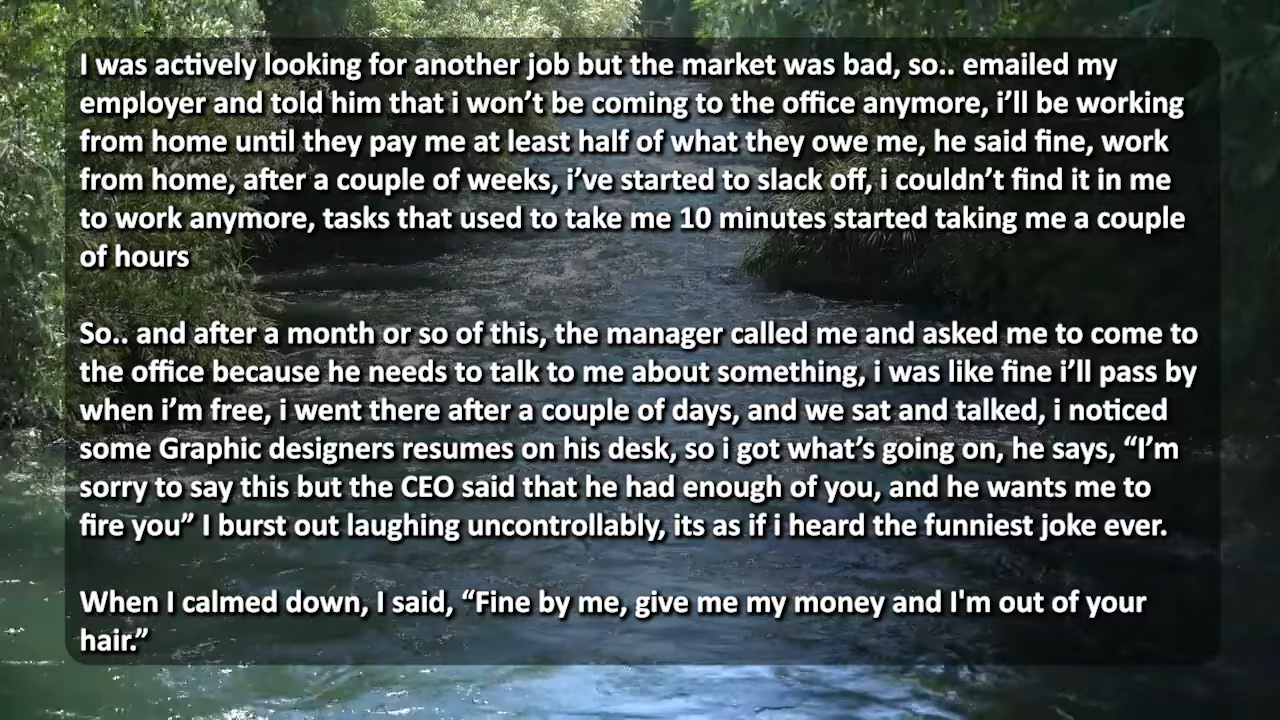 I was actively looking for another job but the market was bad, so.. emailed my
employer and told him that i won’t be coming to the office anymore, i’ll be working
from home until they pay me at least half of what they owe me, he said fine, work
from home, after a couple of weeks, i’ve started to slack off, i couldn’t find it in me
to work anymore, tasks that used to take me 10 minutes started taking me a couple
of hours
So.. and after a month or so of this, the manager called me and asked me to come to
the office because he needs to talk to me about something, i was like fine i’ll pass by
when i’m free, i went there after a couple of days, and we sat and talked, i noticed
some Graphic designers resumes on his desk, so i got what’s going on, he says, “I’m
sorry to say this but the CEO said that he had enough of you, and he wants me to
fire you” I burst out laughing uncontrollably, its as if i heard the funniest joke ever.
When I calmed down, I said, “Fine by me, give me my money and I'm out of your
hair.”